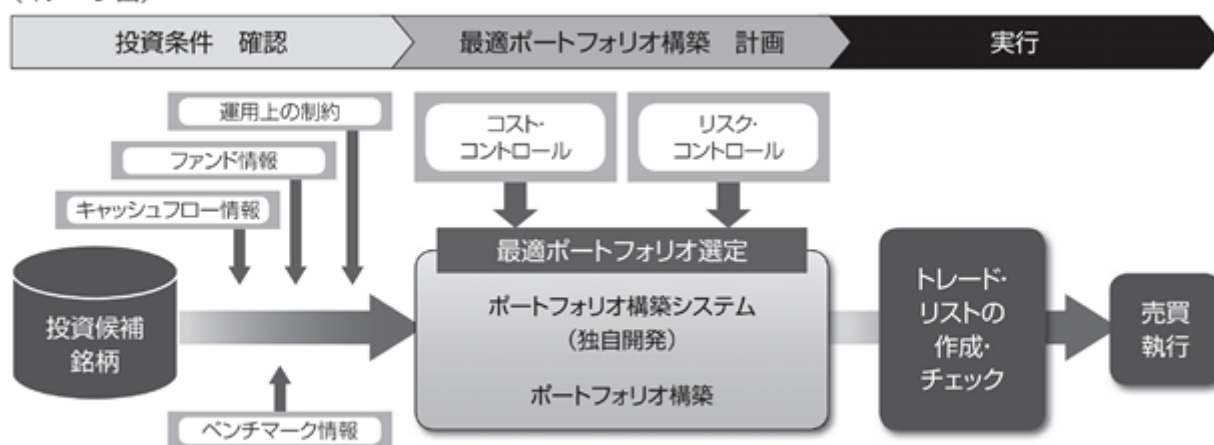 投資条件 確認
最適ポートフォリオ構築 計画
実行
運用上の制約
ファンド情報
キャッシュフロー情報
コスト・
コントロール
リスク・
コントロール
投資候補
銘柄
最適ポートフォリオ選定
ポートフォリオ構築システム
(独自開発)
ポートフォリオ構築
トレード・
リストの
作成・
チェック
売買
執行
ベンチマーク情報